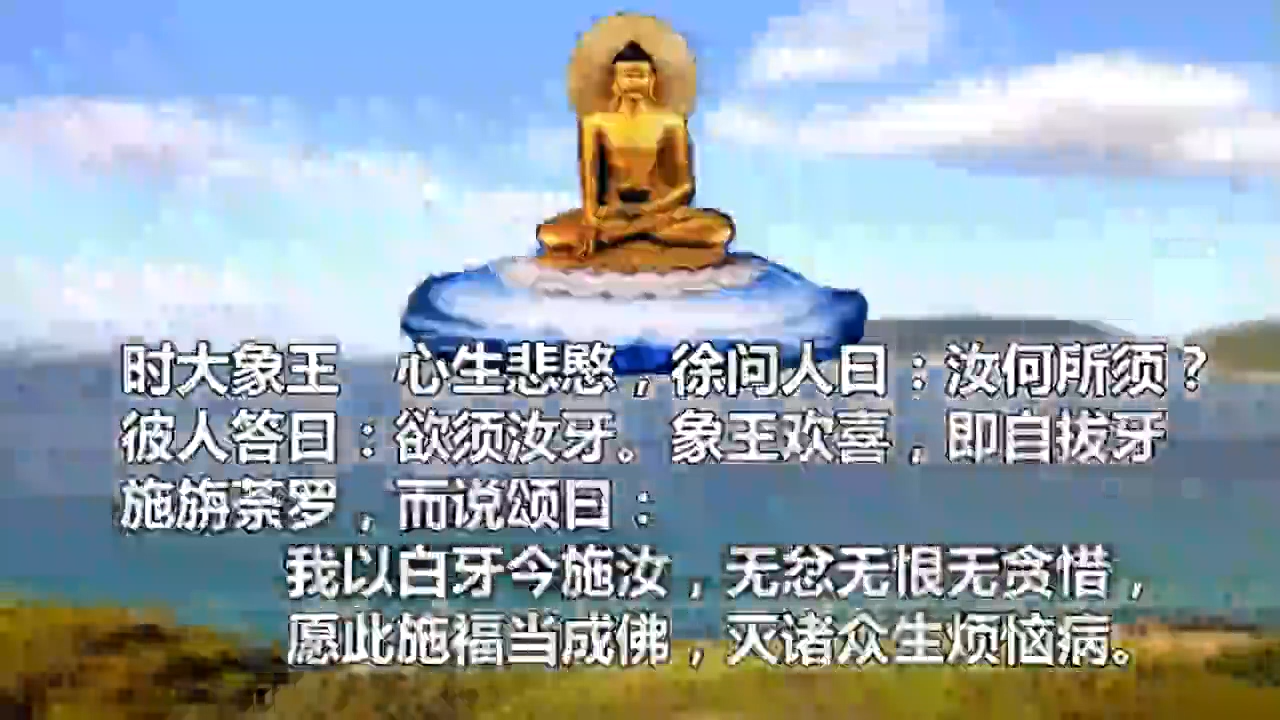 时大象王 心生悲愍，徐问人曰：汝何所须？
彼人答曰：欲须汝牙。象王欢喜，即自拔牙
施旃荼罗，而说颂曰：
我以白牙今施汝，无忿无恨无贪惜，
愿此施福当成佛，灭诸众生烦恼病。